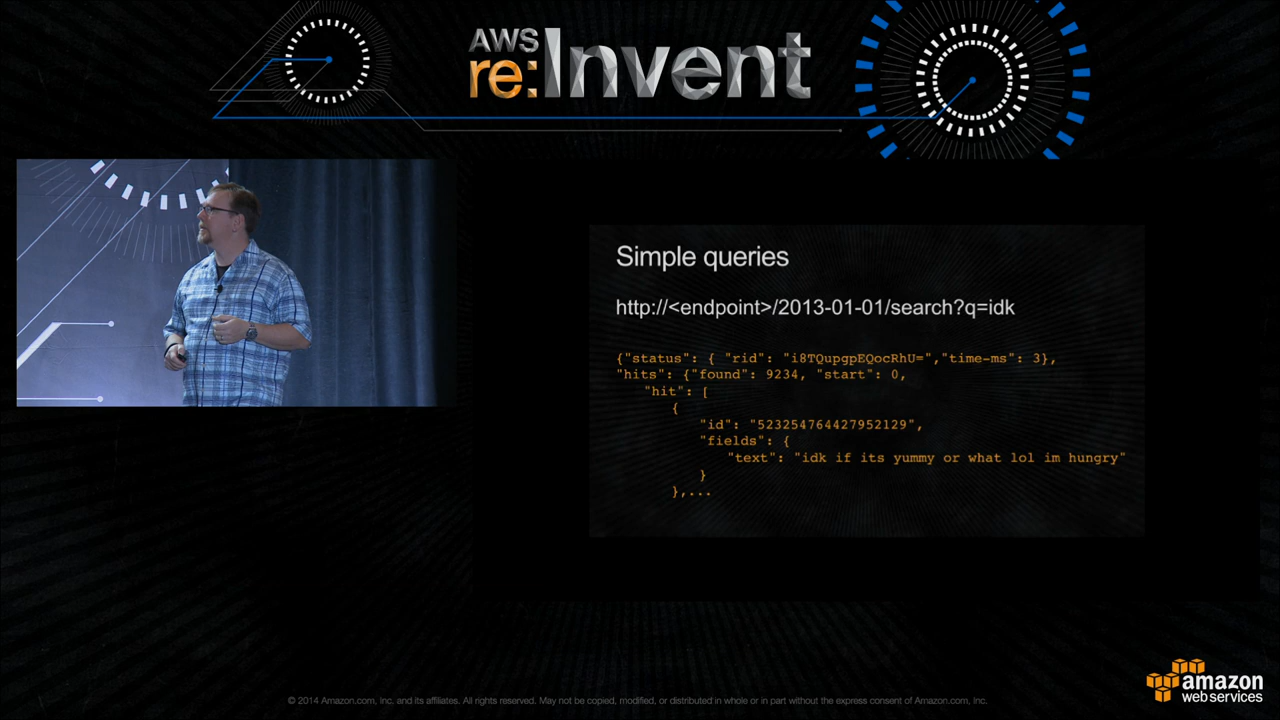 AWS
re:Invent
Simple queries
http://<endpoint>/2013-01-01/search?q=idk
{"status": { "rid": "i8TQupgpEQocRhU=","time-ms": 3},
"hits": {"found": 9234, "start": 0,
"hit": [
{
"id": "523254764427952129",
"fields": {
"text": "idk if its yummy or what lol im hungry"
}
},...
amazon
web services
© 2014 Amazon.com, Inc. and its affiliates. All rights reserved. May not be copied, modified, or distributed in whole or in part without the express consent of Amazon.com, Inc.